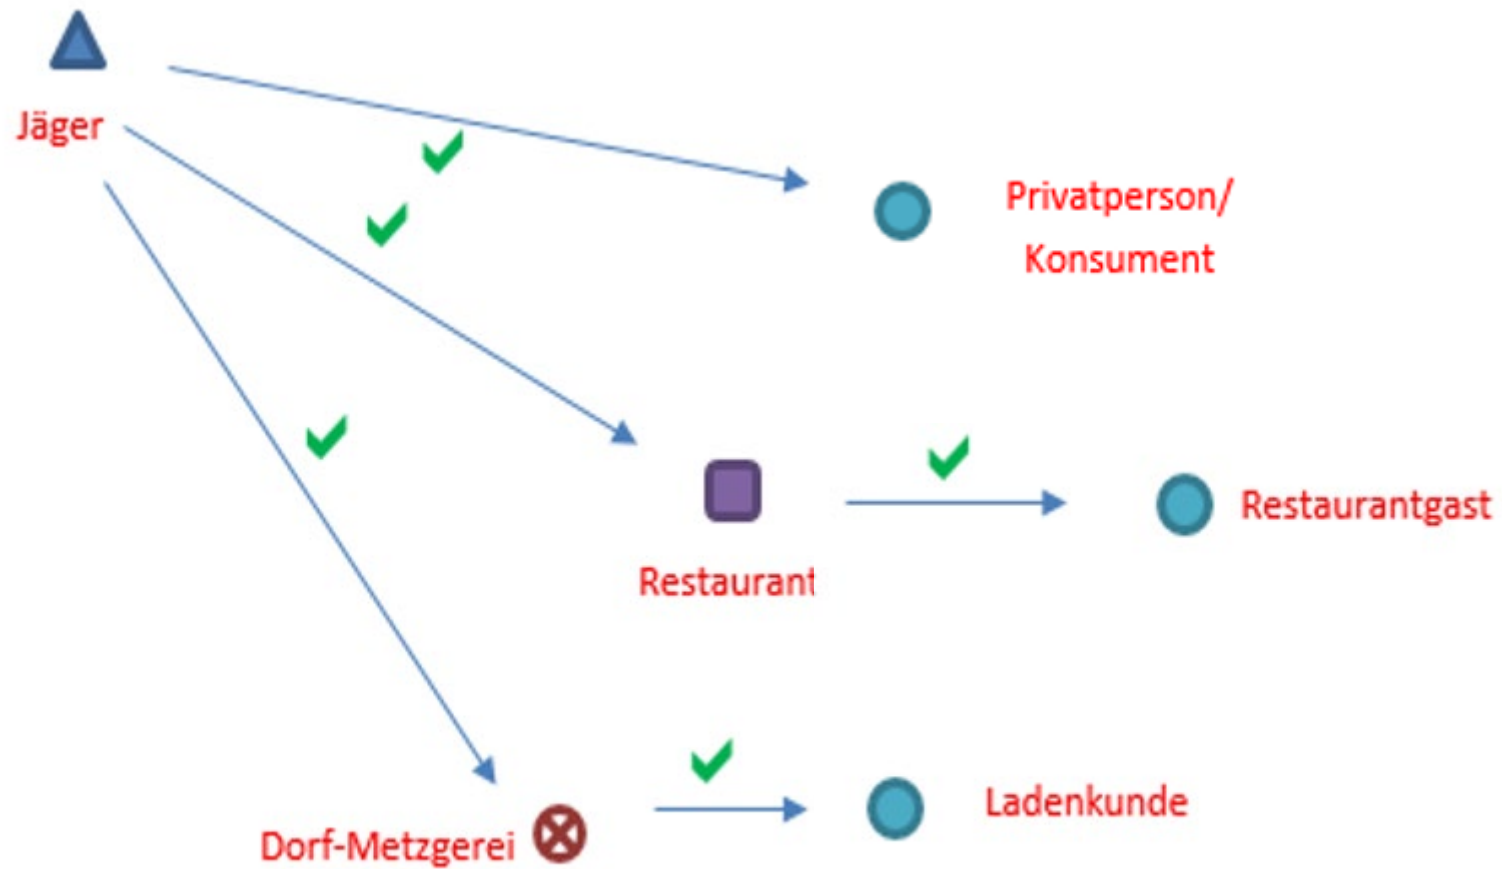 Jäger
Privatperson/
Konsument
Restaurantgast
Restaurant
Ladenkunde
Dorf-Metzgerei